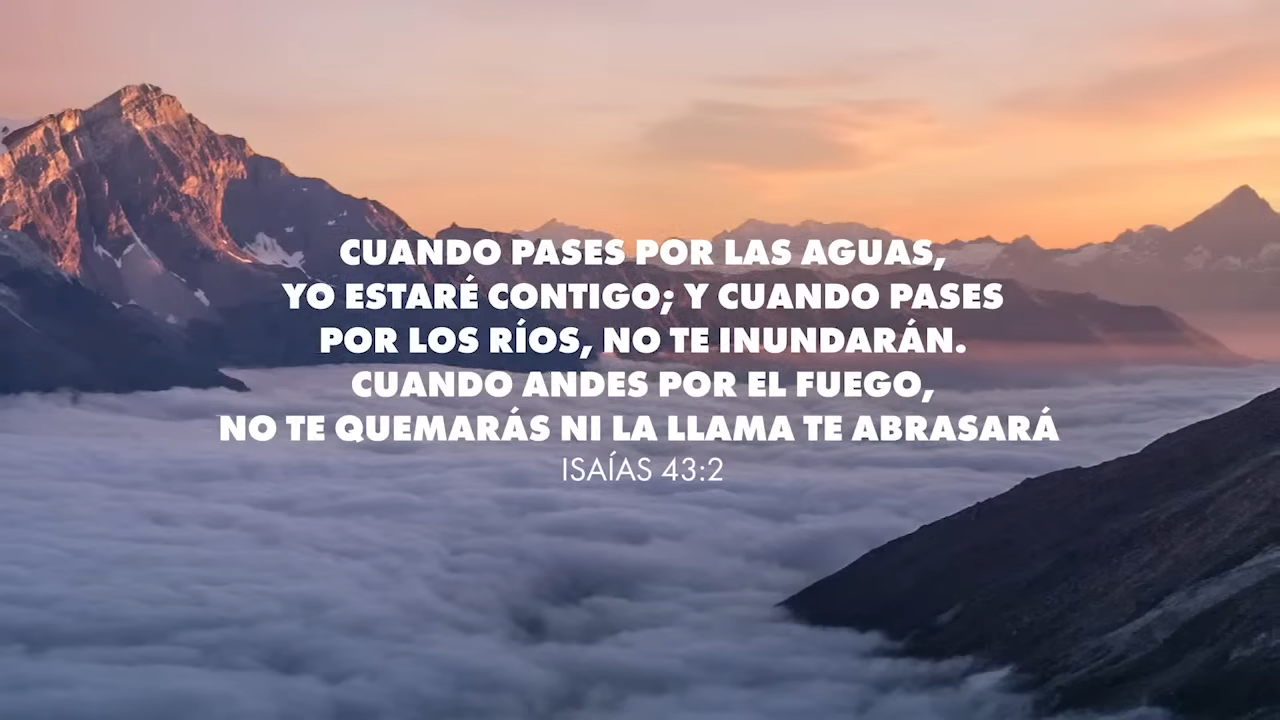 CUANDO PASES POR LAS AGUAS,
YO ESTARÉ CONTIGO; Y CUANDO PASES
POR LOS RÍOS, NO TE INUNDARÁN.
CUANDO ANDES POR EL FUEGO,
NO TE QUEMARÁS NI LA LLAMA TE ABRASARÁ
ISAÍAS 43:2